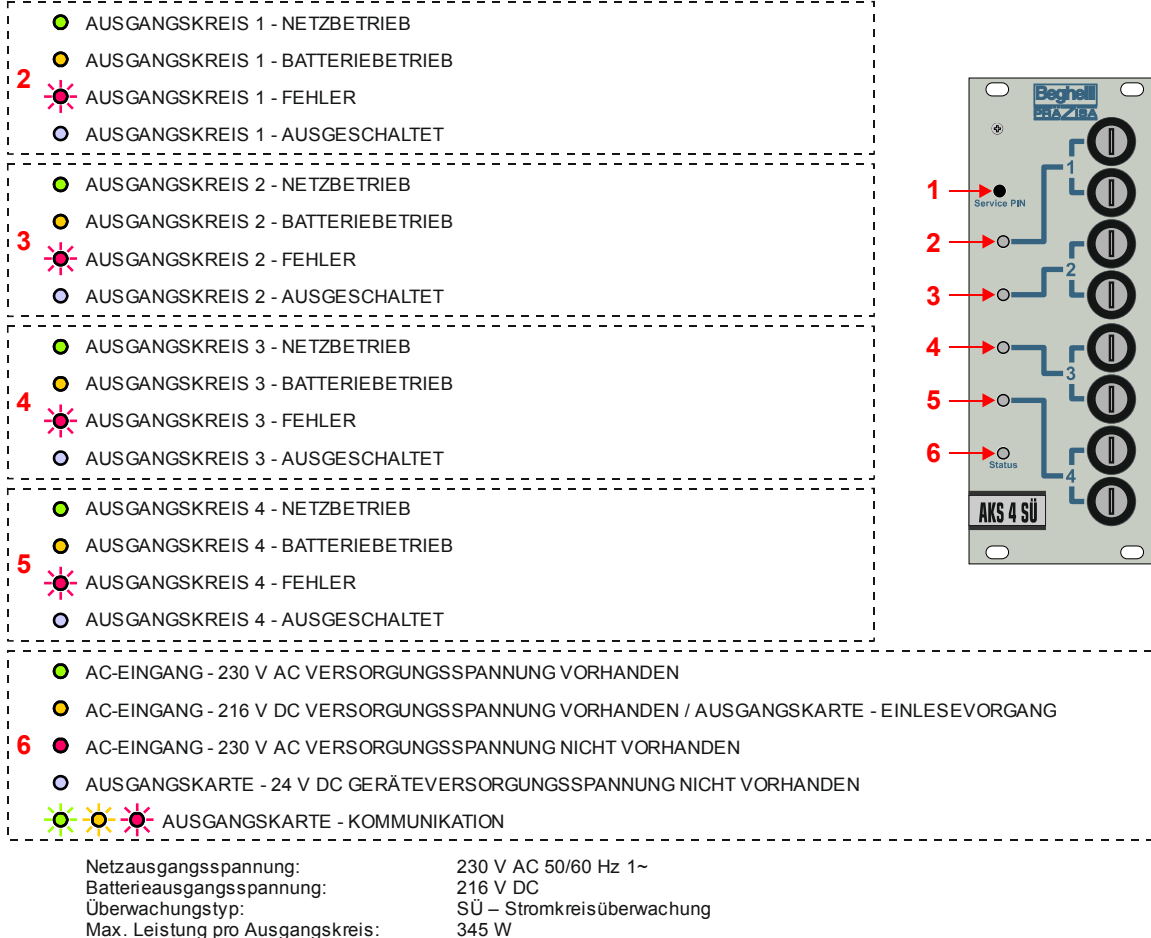 AUSGANGSKREIS 1 - NETZBETRIEB
AUSGANGSKREIS 1 - BATTERIEBETRIEB
2
AUSGANGSKREIS 1 - FEHLER
AUSGANGSKREIS 1 - AUSGESCHALTET
AUSGANGSKREIS 2 - NETZBETRIEB
AUSGANGSKREIS 2 - BATTERIEBETRIEB
3
AUSGANGSKREIS 2 - FEHLER
AUSGANGSKREIS 2 - AUSGESCHALTET
AUSGANGSKREIS 3 - NETZBETRIEB
AUSGANGSKREIS 3 - BATTERIEBETRIEB
4
AUSGANGSKREIS 3 - FEHLER
AUSGANGSKREIS 3 - AUSGESCHALTET
AUSGANGSKREIS 4 - NETZBETRIEB
AUSGANGSKREIS 4 - BATTERIEBETRIEB
5
AUSGANGSKREIS 4 - FEHLER
AUSGANGSKREIS 4 - AUSGESCHALTET
Beghelli
PRÄZISA
1
1
Service PIN
2
2
3
4
3
5
6
Status
4
AKS 4 SÜ
AC-EINGANG - 230 V AC VERSORGUNGSSPANNUNG VORHANDEN
AC-EINGANG - 216 V DC VERSORGUNGSSPANNUNG VORHANDEN / AUSGANGSKARTE - EINLESEVORGANG
6 AC-EINGANG - 230 V AC VERSORGUNGSSPANNUNG NICHT VORHANDEN
AUSGANGSKARTE - 24 V DC GERÄTEVERSORGUNGSSPANNUNG NICHT VORHANDEN
AUSGANGSKARTE - KOMMUNIKATION
Netzausgangsspannung: 230 V AC 50/60 Hz 1~
Batterieausgangsspannung: 216 V DC
Überwachungstyp: SÜ – Stromkreisüberwachung
Max. Leistung pro Ausgangskreis: 345 W